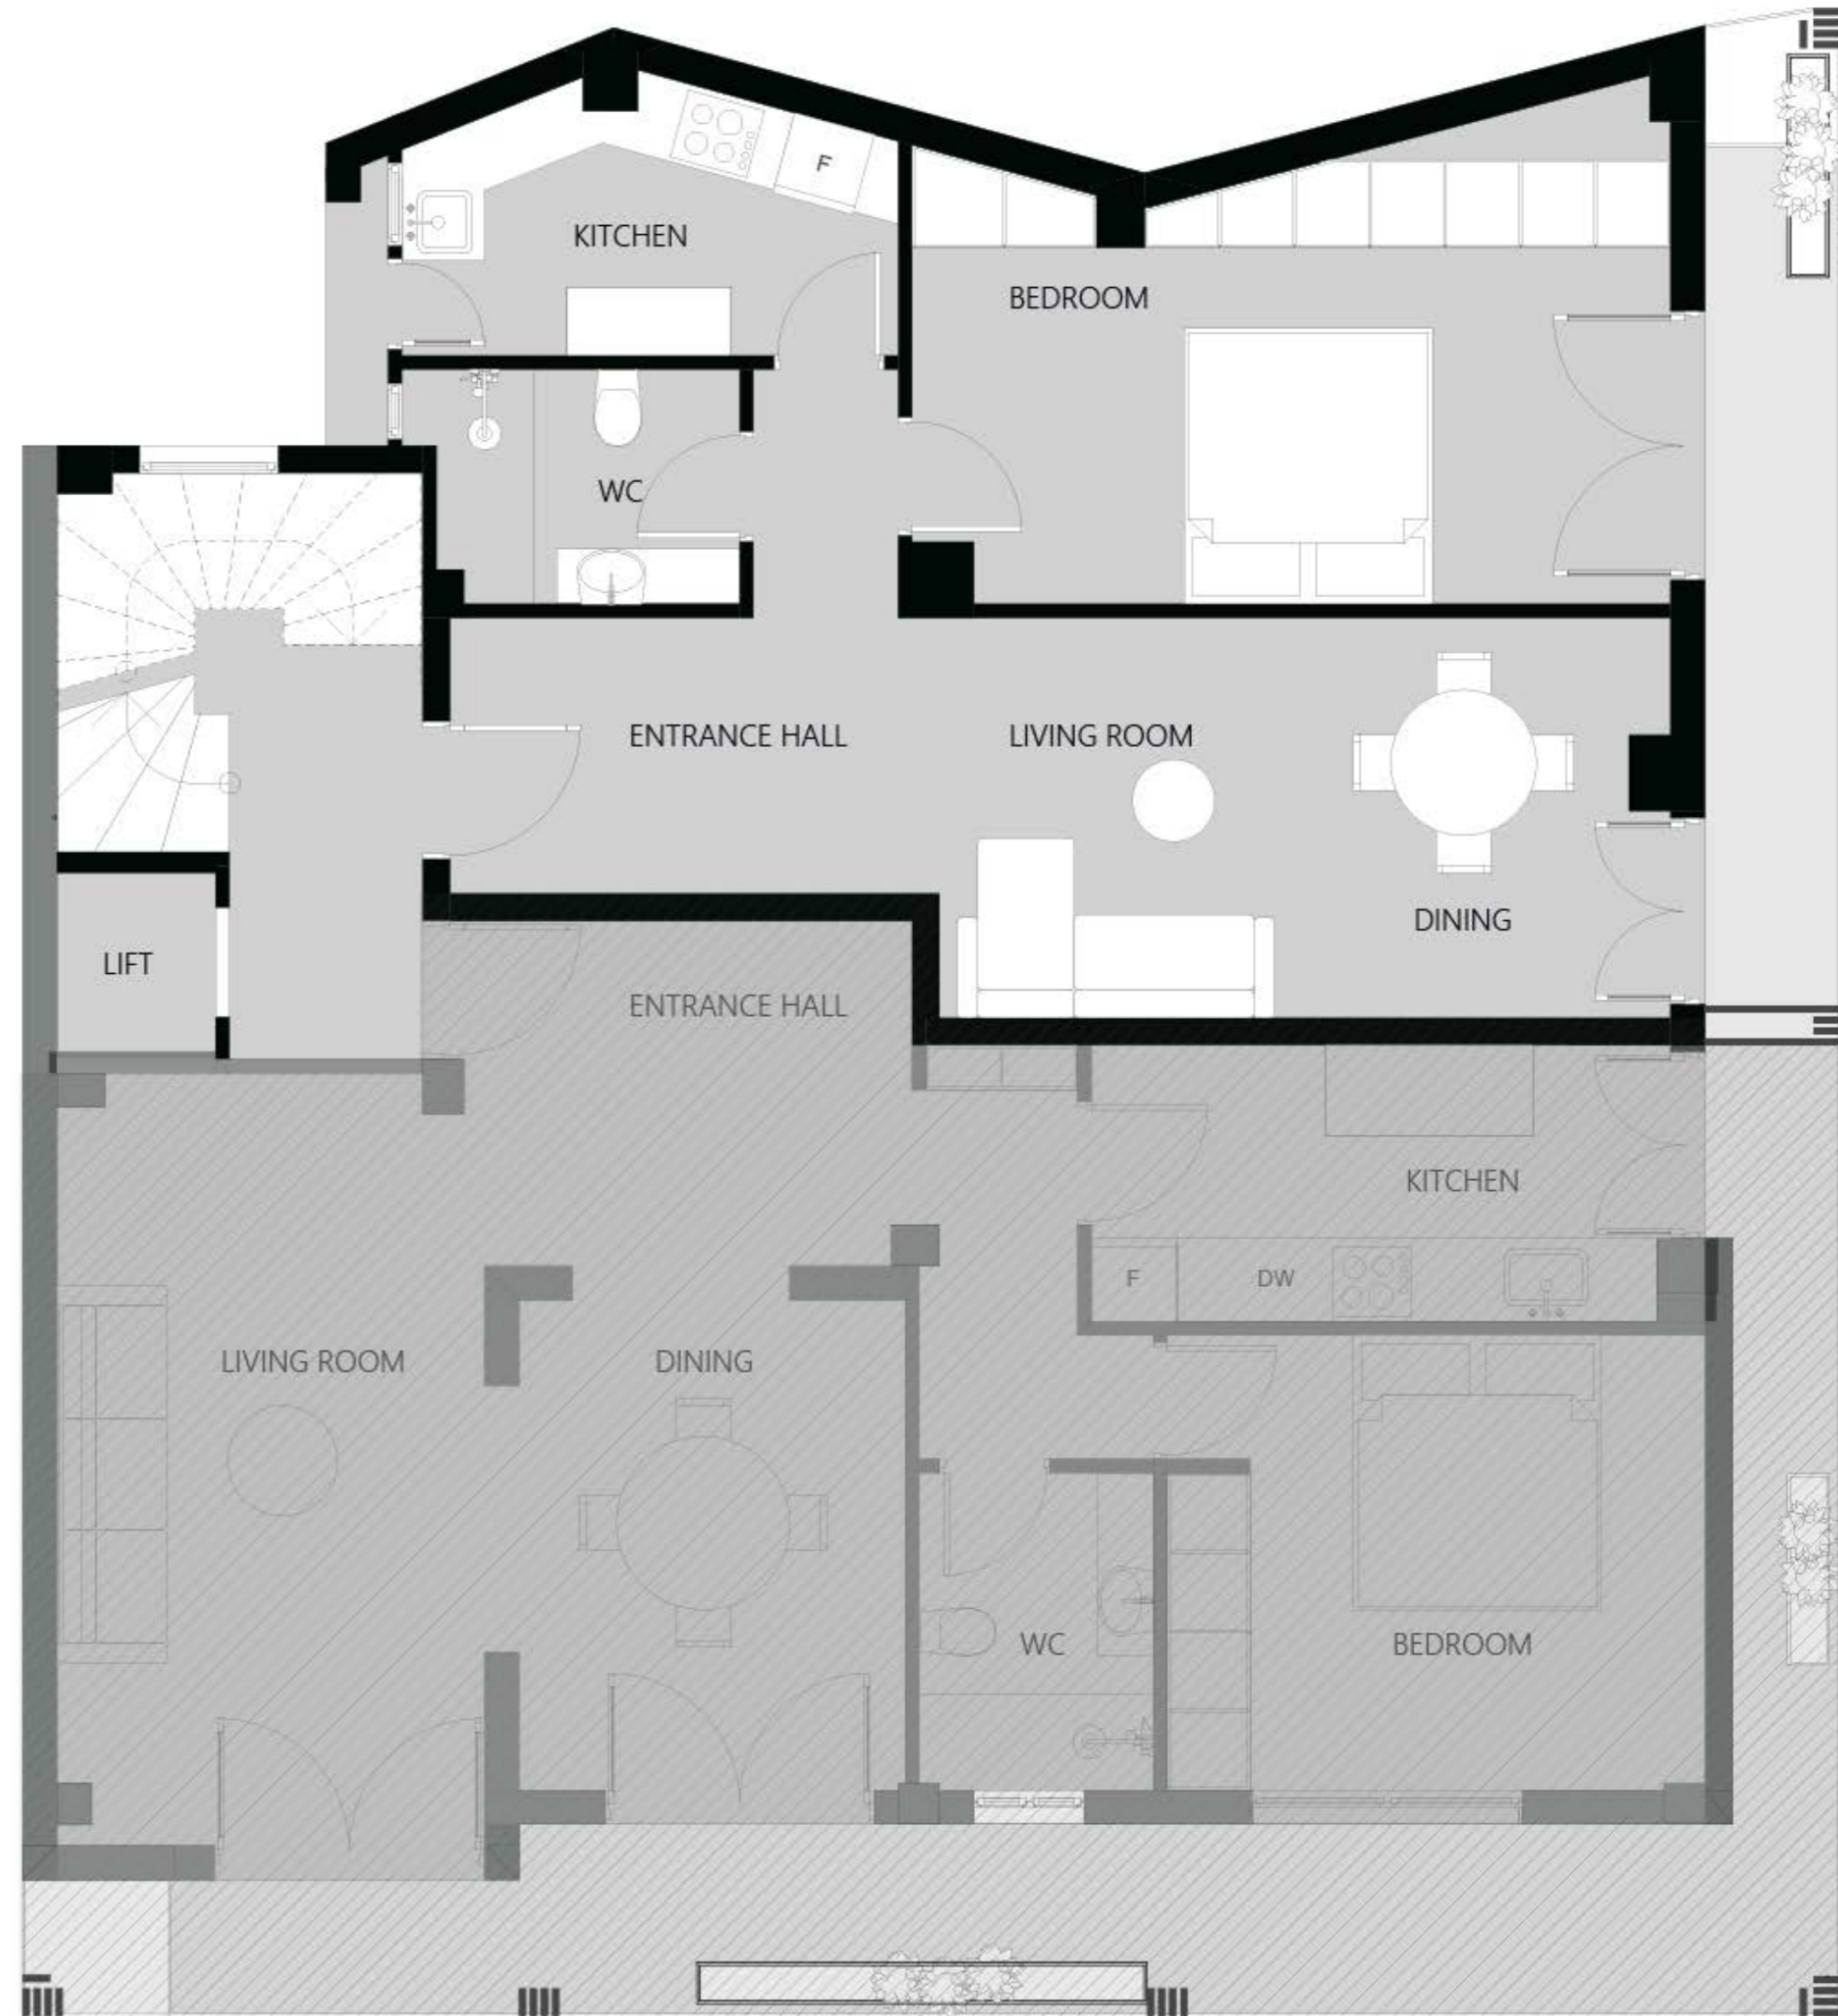 F
KITCHEN
BEDROOM
WC
ENTRANCE HALL
LIVING ROOM
DINING
LIFT
ENTRANCE HALL
KITCHEN
F
DW
LIVING ROOM
DINING
WC
BEDROOM